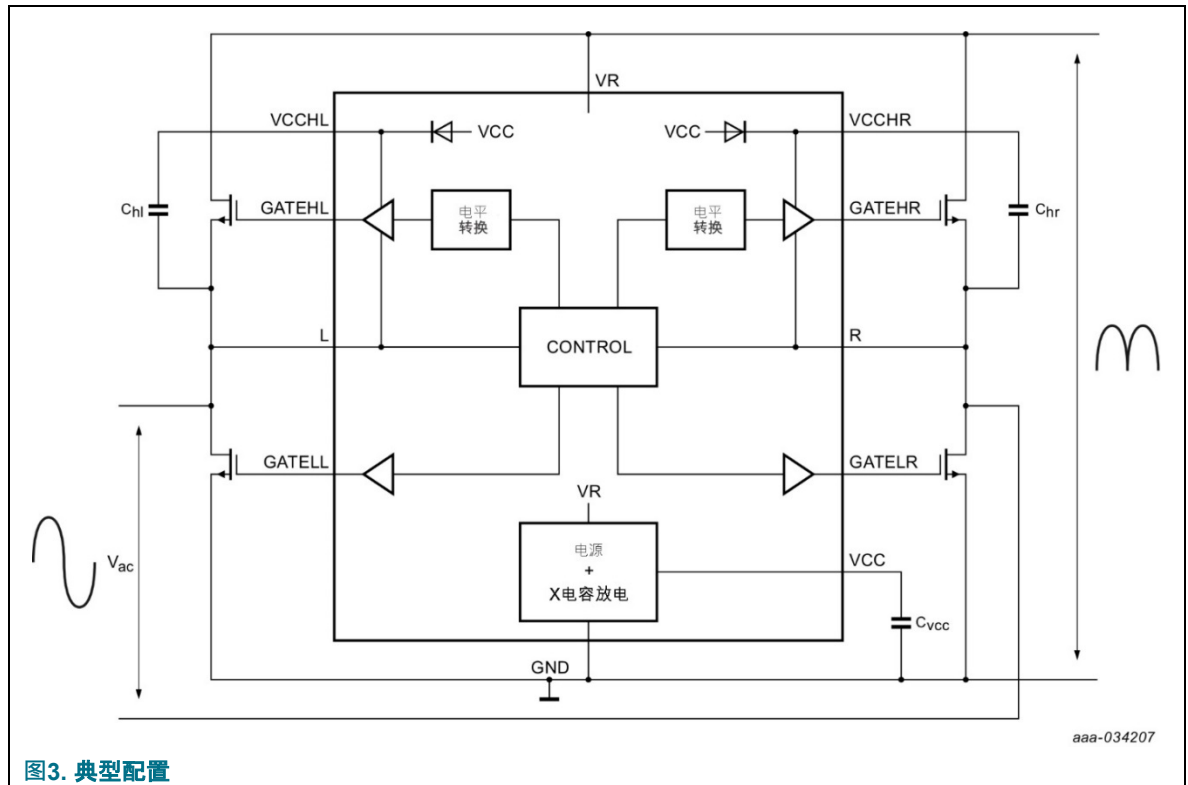 VR
VCCHL
VCC
VCC
VCCHR
Chl
GATEHL
电平
转换
电平
转换
GATEHR
Chr
L
CONTROL
R
GATELL
GATELR
VR
Vac
电源
+
X电容放电
VCC
Cvcc
GND
aaa-034207
图3. 典型配置